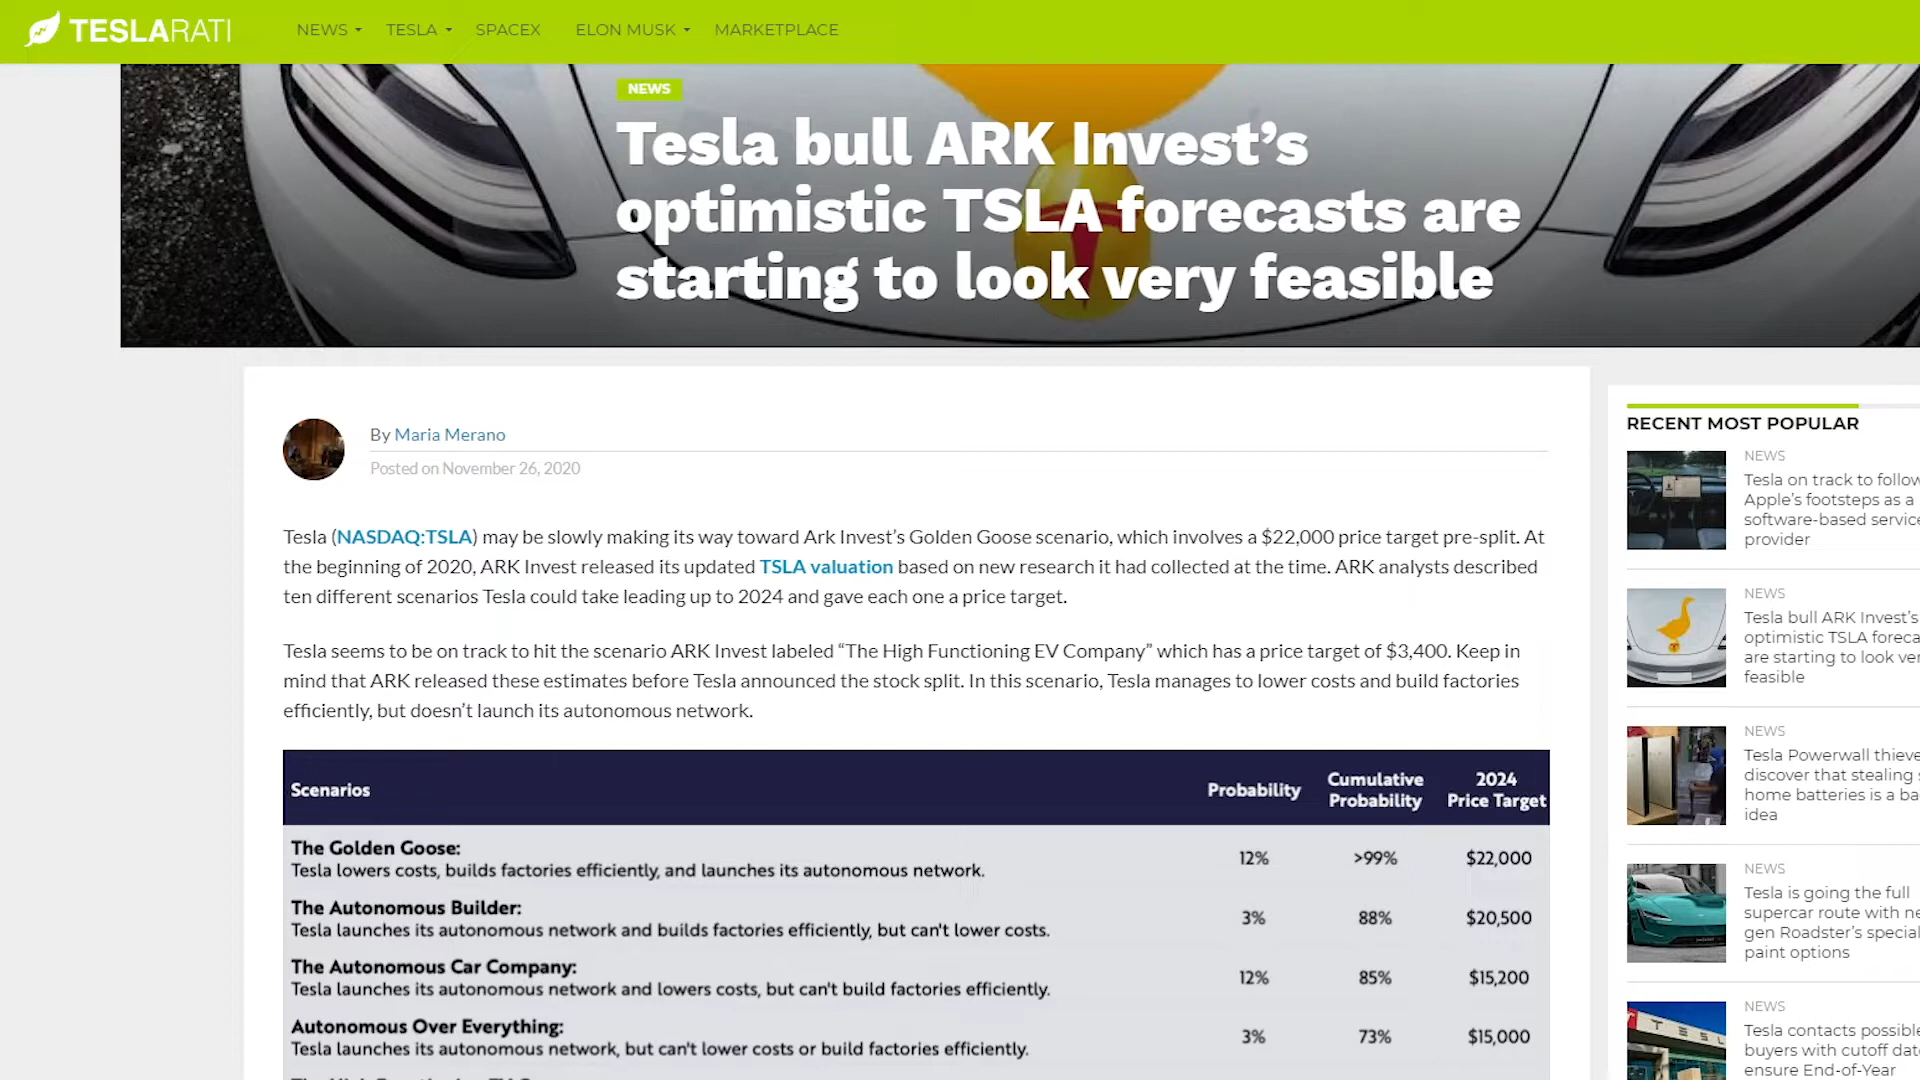 TESLARATI
NEWS
TESLA
SPACEX
ELON MUSK
MARKETPLACE
NEWS
Tesla bull ARK Invest’s
optimistic TSLA forecasts are
starting to look very feasible
By Maria Merano
Posted on November 26, 2020
Tesla (NASDAQ:TSLA) may be slowly making its way toward Ark Invest’s Golden Goose scenario, which involves a $22,000 price target pre-split. At
the beginning of 2020, ARK Invest released its updated TSLA valuation based on new research it had collected at the time. ARK analysts described
ten different scenarios Tesla could take leading up to 2024 and gave each one a price target.
Tesla seems to be on track to hit the scenario ARK Invest labeled “The High Functioning EV Company” which has a price target of $3,400. Keep in
mind that ARK released these estimates before Tesla announced the stock split. In this scenario, Tesla manages to lower costs and build factories
efficiently, but doesn’t launch its autonomous network.
Scenarios
Probability
Cumulative
Probability
2024
Price Target
The Golden Goose:
Tesla lowers costs, builds factories efficiently, and launches its autonomous network.
12%
>99%
$22,000
The Autonomous Builder:
Tesla launches its autonomous network and builds factories efficiently, but can't lower costs.
3%
88%
$20,500
The Autonomous Car Company:
Tesla launches its autonomous network and lowers costs, but can't build factories efficiently.
12%
85%
$15,200
Autonomous Over Everything:
Tesla launches its autonomous network, but can't lower costs or build factories efficiently.
3%
73%
$15,000
RECENT MOST POPULAR
NEWS
Tesla on track to follow
Apple’s footsteps as a
software-based service
provider
NEWS
Tesla bull ARK Invest’s
optimistic TSLA foreca
are starting to look ver
feasible
NEWS
Tesla Powerwall thieve
discover that stealing
home batteries is a ba
idea
NEWS
Tesla is going the full
supercar route with ne
gen Roadster’s special
paint options
NEWS
Tesla contacts possible
buyers with cutoff dat
ensure End-of-Year